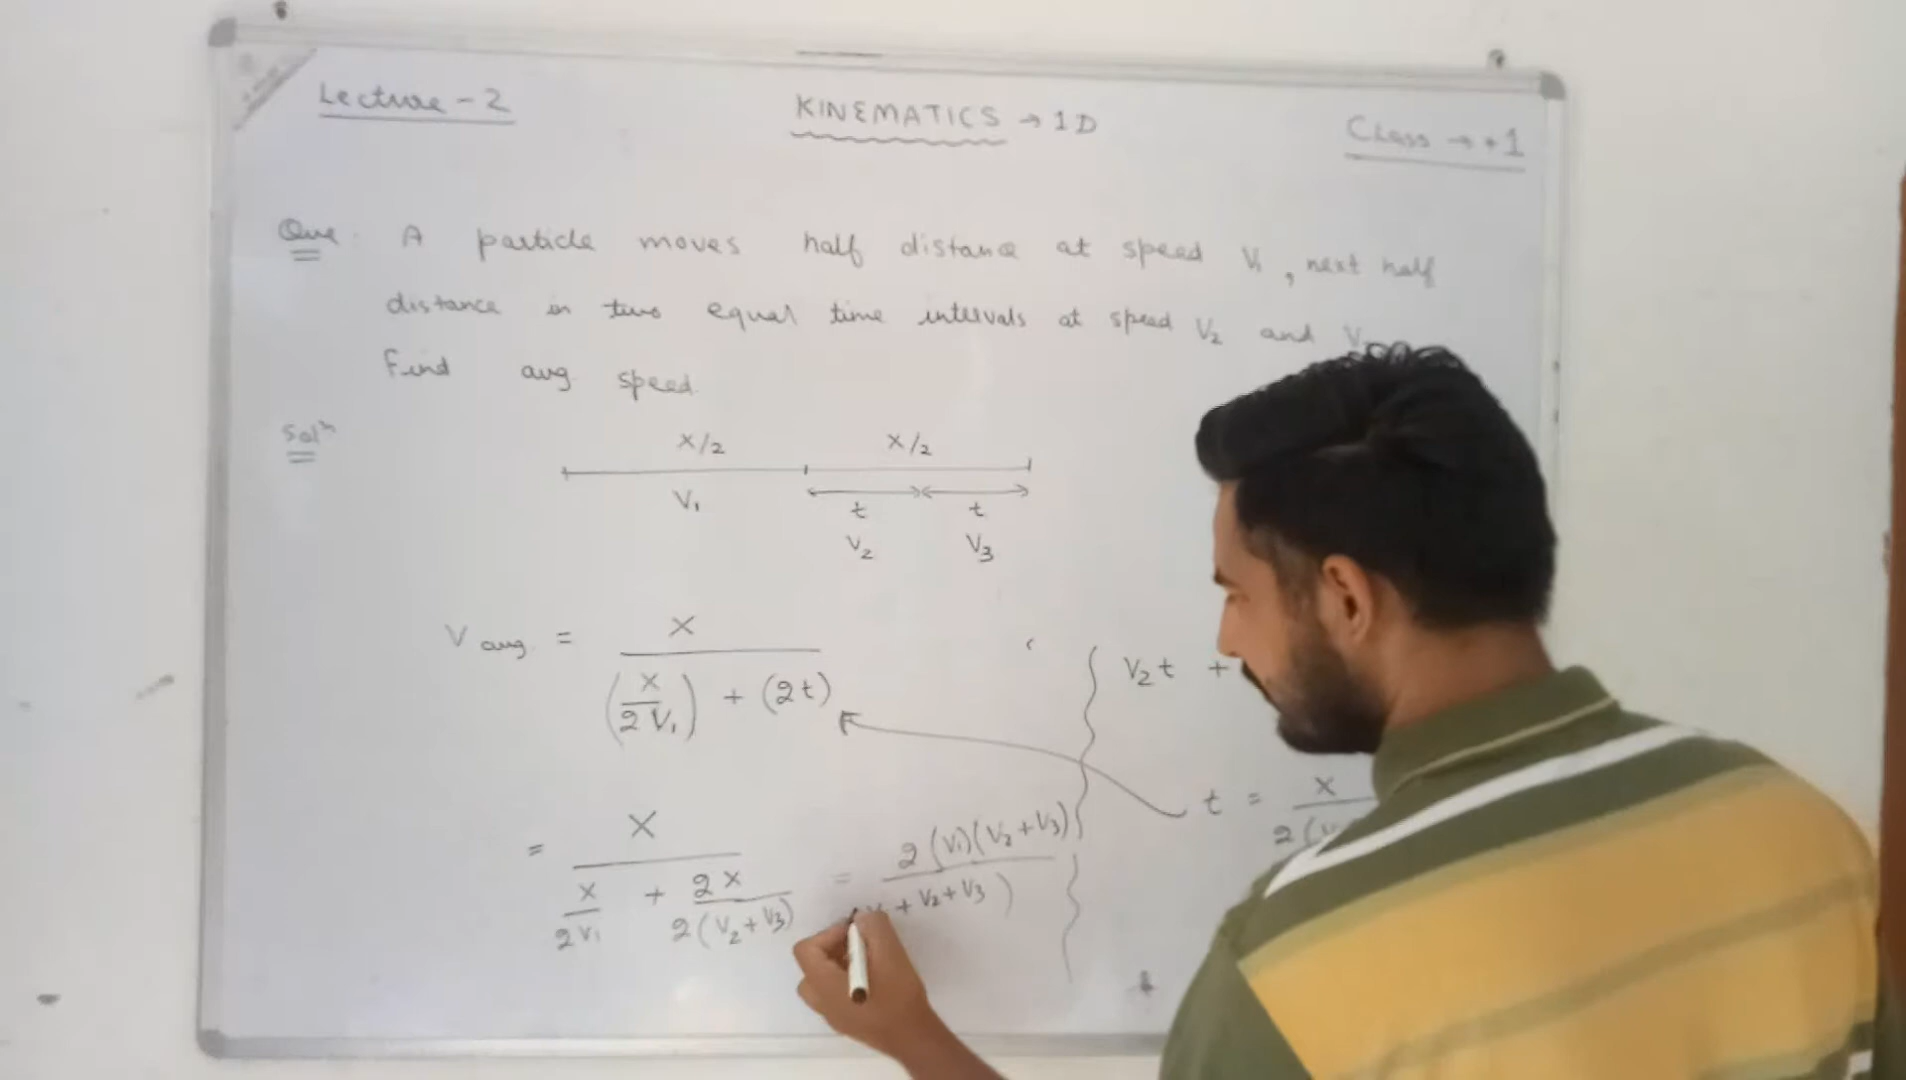 Lecture - 2
KINEMATICS → 1D
Class → +1
Que. A particle moves half distance at speed V₁, next half
distance in two equal time intervals at speed V₂ and
Find avg speed.
Solⁿ
x/2 x/2
V₁ t t
V₂ V₃
V avg. = x / ((x/2V₁) + (2t))
V₂t +
t = x / 2(
= x / (x/2V₁ + 2x/2(V₂+V₃)) = 2(V₁)(V₂+V₃) / + V₂+V₃)